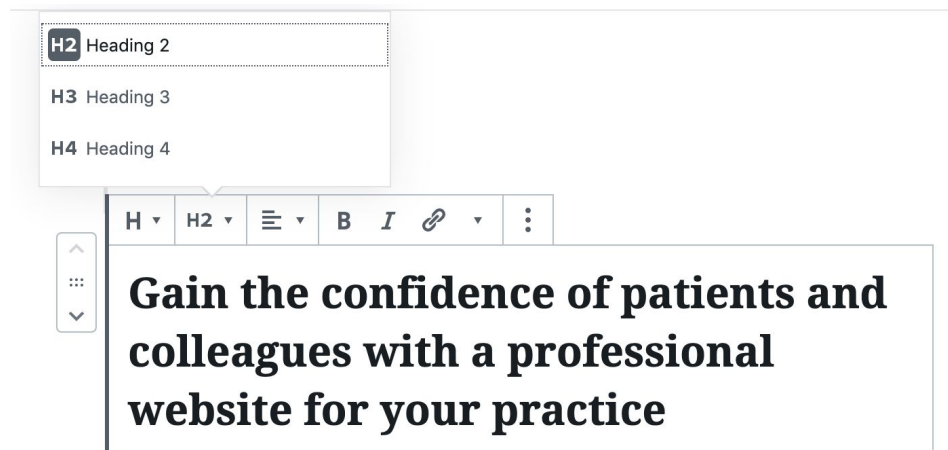 H2 Heading 2
H3 Heading 3
H4 Heading 4
H H2 B I
Gain the confidence of patients and
colleagues with a professional
website for your practice